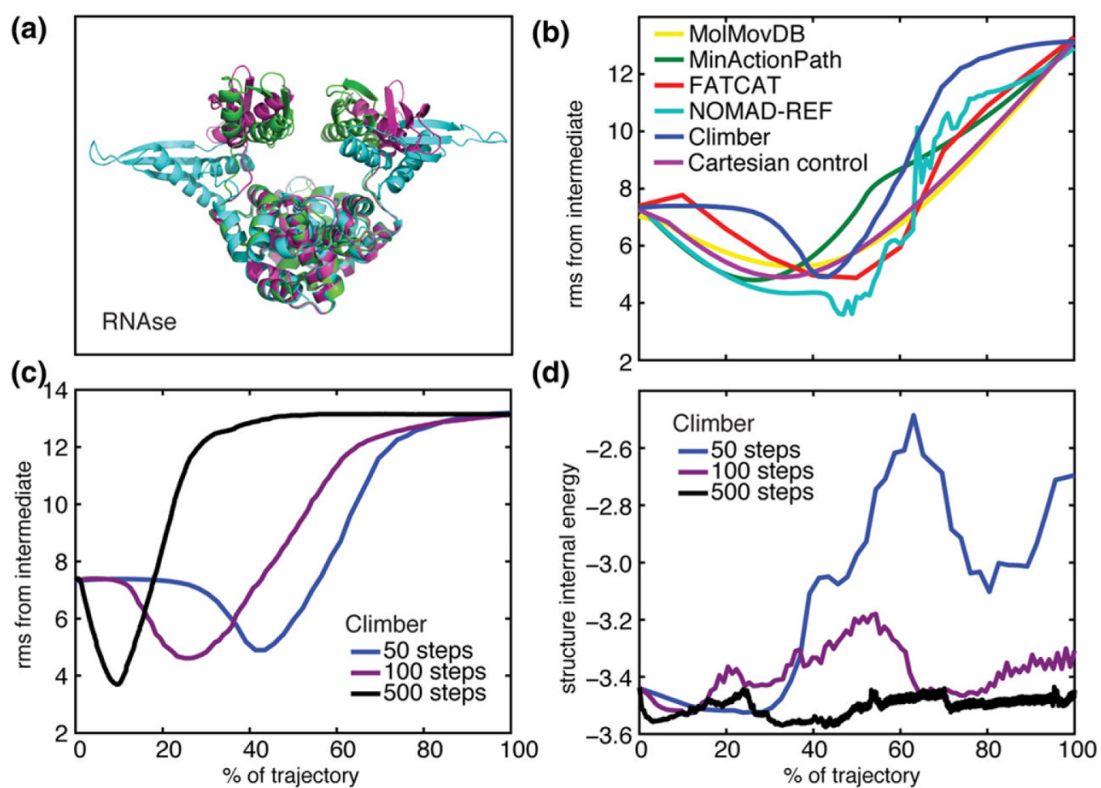 (a)
RNAse
(b)
rms from intermediate
12
10
8
6
4
2
MolMovDB
MinActionPath
FATCAT
NOMAD-REF
Climber
Cartesian control
(c)
rms from intermediate
14
12
10
8
6
4
2
Climber
50 steps
100 steps
500 steps
0
20
40
60
80
100
% of trajectory
(d)
structure internal energy
−2.6
−2.8
−3.0
−3.2
−3.4
−3.6
Climber
50 steps
100 steps
500 steps
0
20
40
60
80
100
% of trajectory